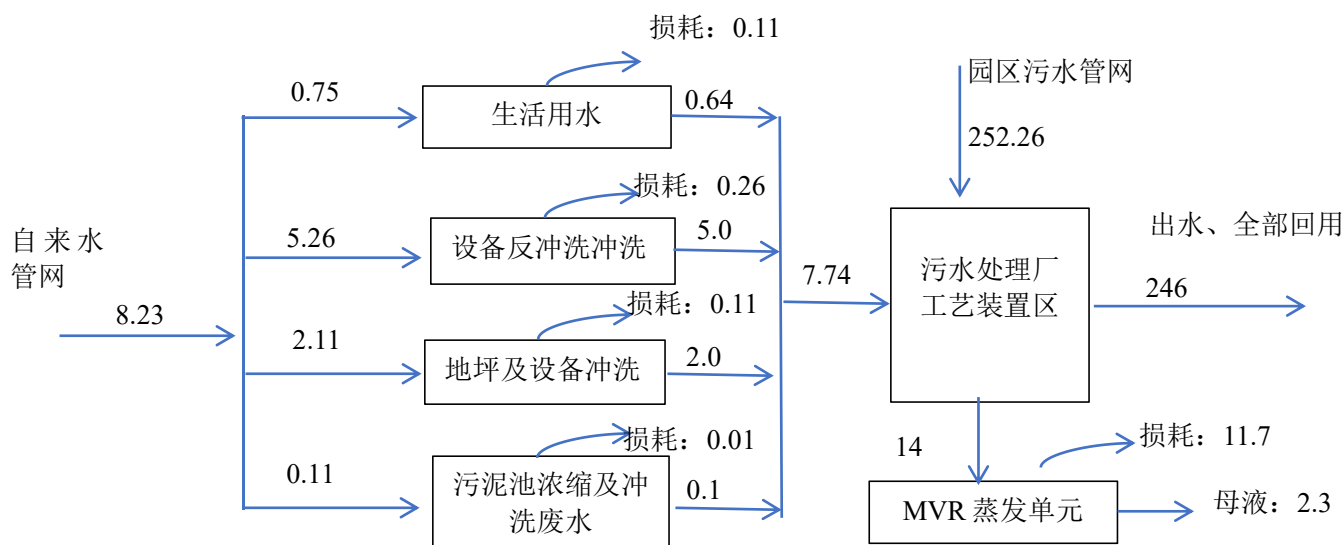 损耗：0.11
园区污水管网
0.75
生活用水
0.64
252.26
损耗：0.26
自来水
管网
5.26
设备反冲洗冲洗
5.0
7.74
污水处理厂
工艺装置区
出水、全部回用
246
8.23
损耗：0.11
2.11
地坪及设备冲洗
2.0
损耗：0.01
14
损耗：11.7
0.11
污泥池浓缩及冲
洗废水
0.1
MVR 蒸发单元
母液：2.3